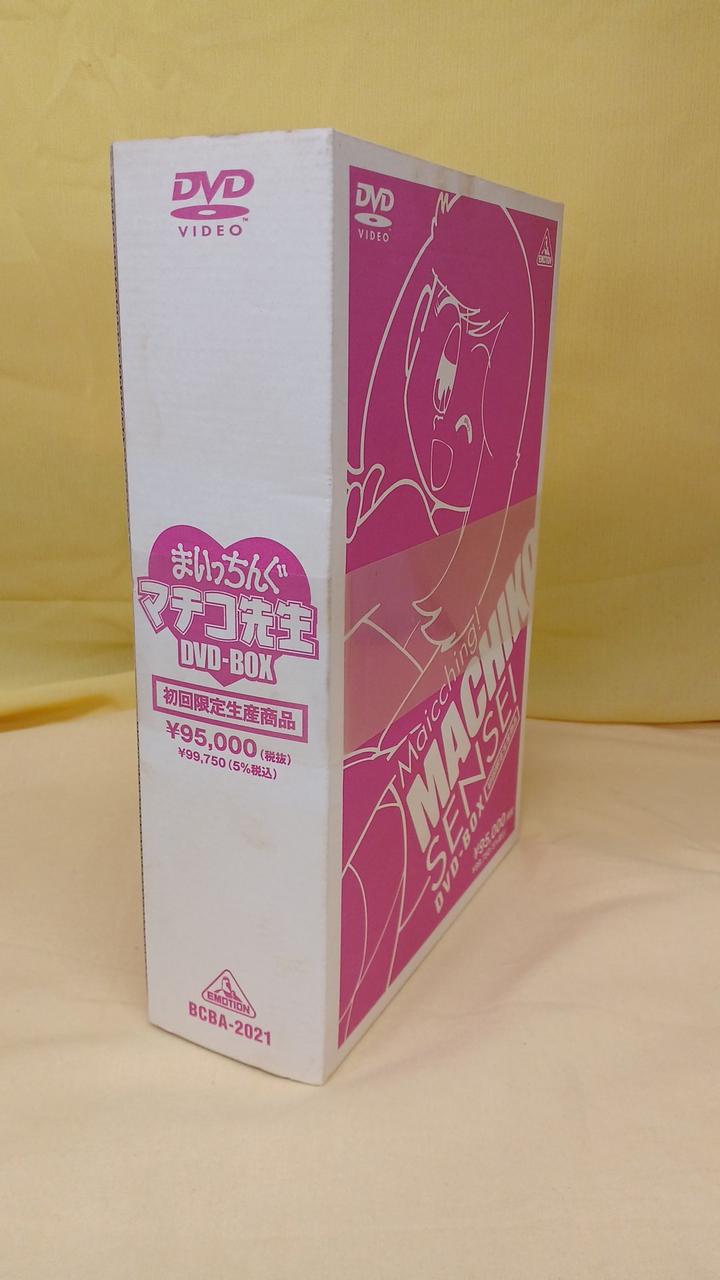 DVD
VIDEO
まいっちんぐ
マチコ先生
DVD-BOX
初回限定生産商品
¥95,000(税抜)
¥99,750(5%税込)
EMOTION
BCBA-2021
DVD
VIDEO
EMOTION
Maicching!
MACHIKO
SENSEI
DVD-BOX
¥95,000